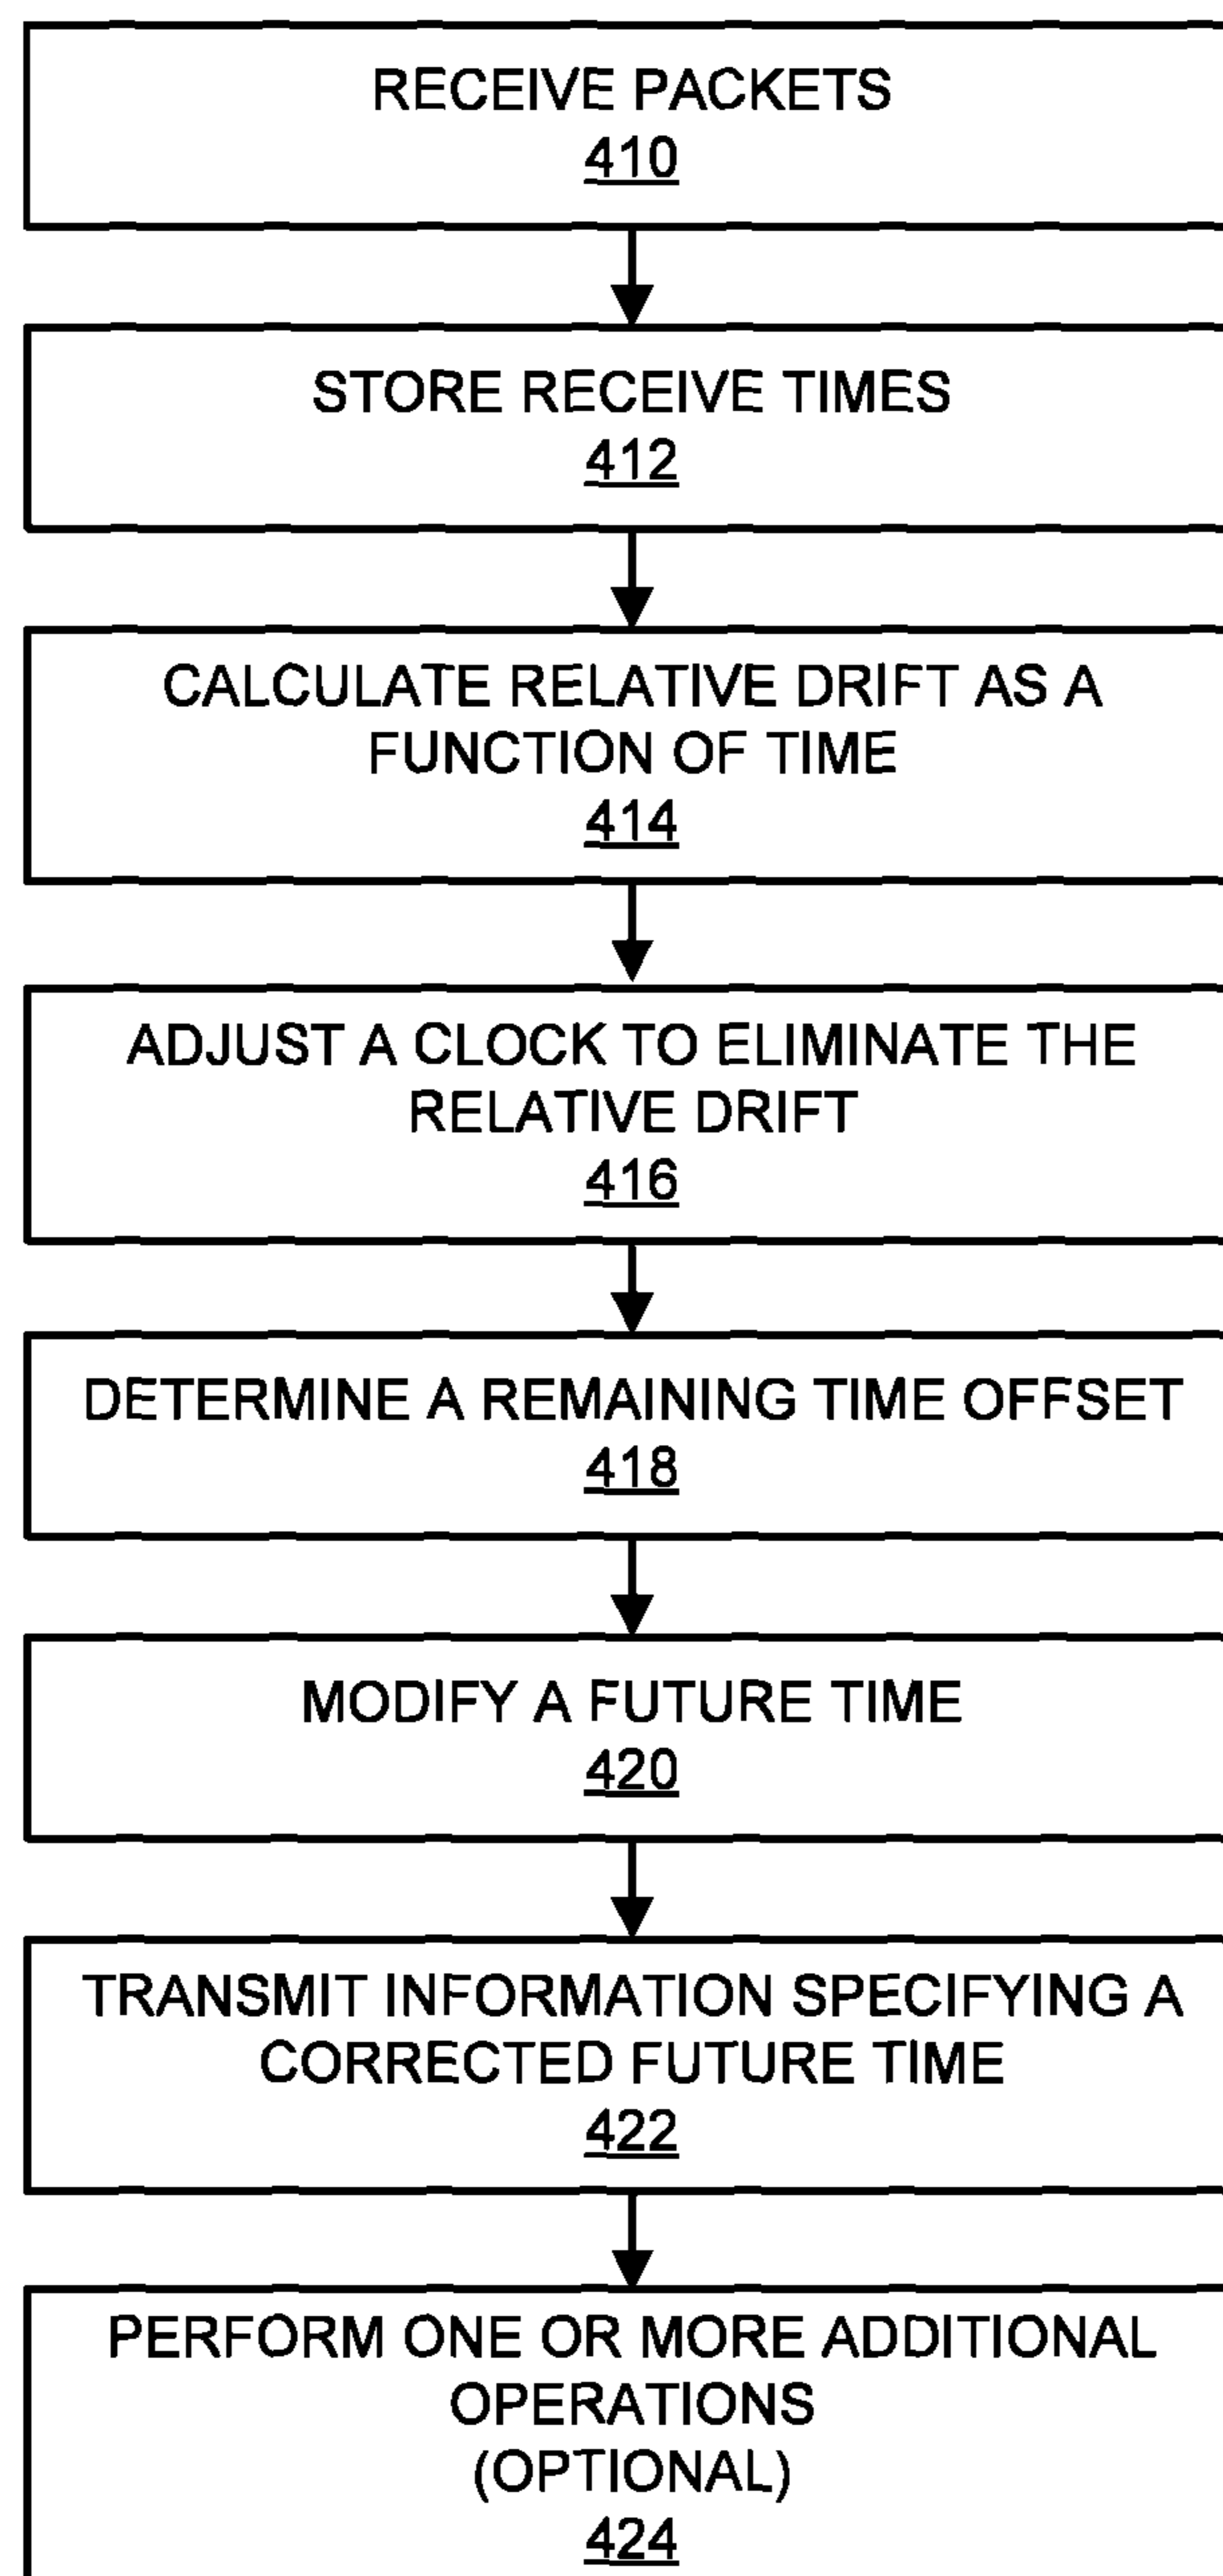 RECEIVE PACKETS
410
STORE RECEIVE TIMES
412
CALCULATE RELATIVE DRIFT AS A
FUNCTION OF TIME
414
ADJUST A CLOCK TO ELIMINATE THE
RELATIVE DRIFT
416
DETERMINE A REMAINING TIME OFFSET
418
MODIFY A FUTURE TIME
420
TRANSMIT INFORMATION SPECIFYING A
CORRECTED FUTURE TIME
422
PERFORM ONE OR MORE ADDITIONAL
OPERATIONS
(OPTIONAL)
424